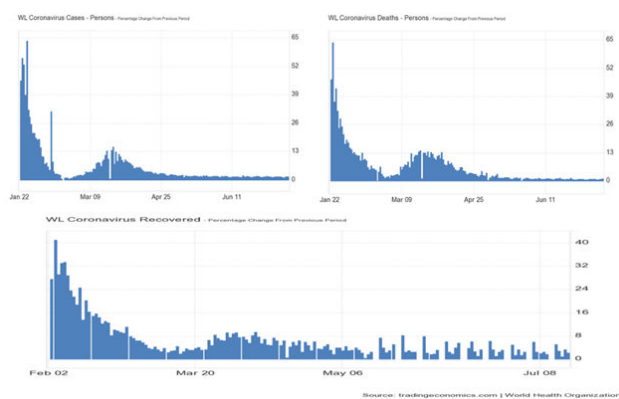 WL Coronavirus Cases - Persons - Percentage Change From Previous Period
65
52
39
26
13
0
Jan 22 Mar 09 Apr 25 Jun 11
WL Coronavirus Deaths - Persons - Percentage Change From Previous Period
65
52
39
26
13
0
Jan 22 Mar 09 Apr 25 Jun 11
WL Coronavirus Recovered - Percentage Change From Previous Period
40
32
24
16
8
0
Feb 02 Mar 20 May 06 Jul 08
Source: tradingeconomics.com | World Health Organization